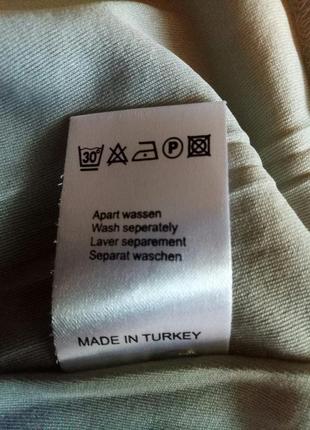 30° P
Apart wassen
Wash seperately
Laver separement
Separat waschen
MADE IN TURKEY